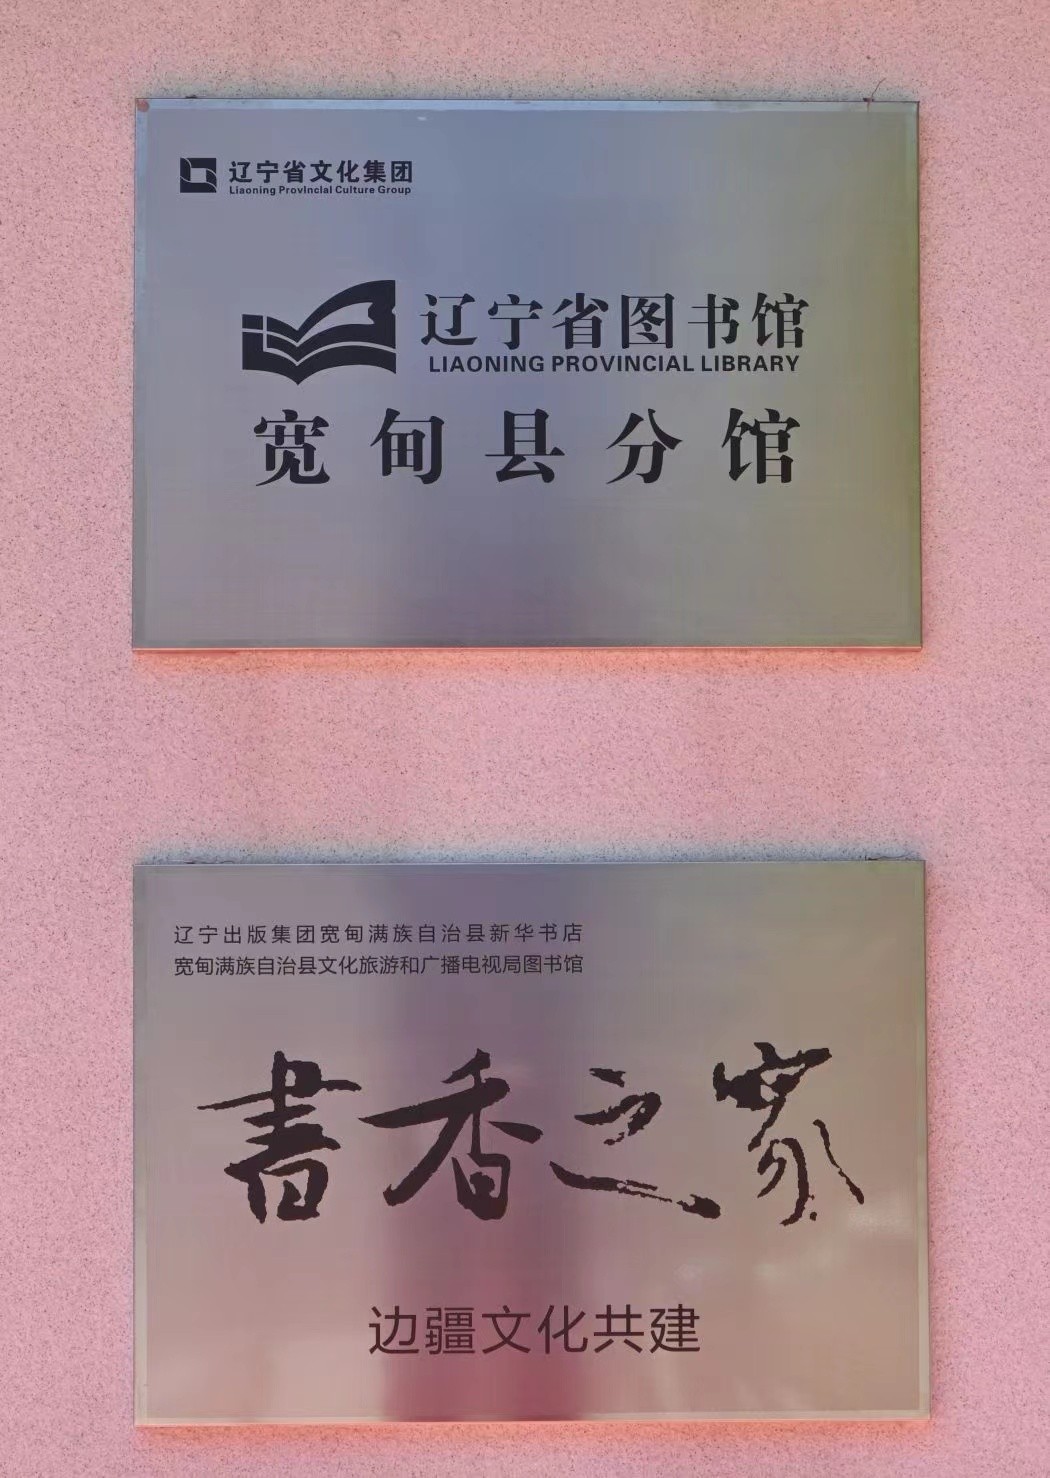 辽宁省文化集团
Liaoning Provincial Culture Group
辽宁省图书馆
LIAONING PROVINCIAL LIBRARY
宽甸县分馆
辽宁出版集团宽甸满族自治县新华书店
宽甸满族自治县文化旅游和广播电视局图书馆
書香之家
边疆文化共建